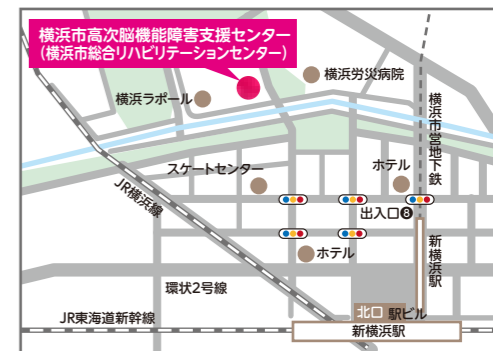 横浜市高次脳機能障害支援センター
(横浜市総合リハビリテーションセンター)
横浜労災病院
横浜ラポール
横浜市営地下鉄
スケートセンター
ホテル
JR横浜線
出入口❽
ホテル
新横浜駅
環状2号線
北口 駅ビル
JR東海道新幹線
新横浜駅